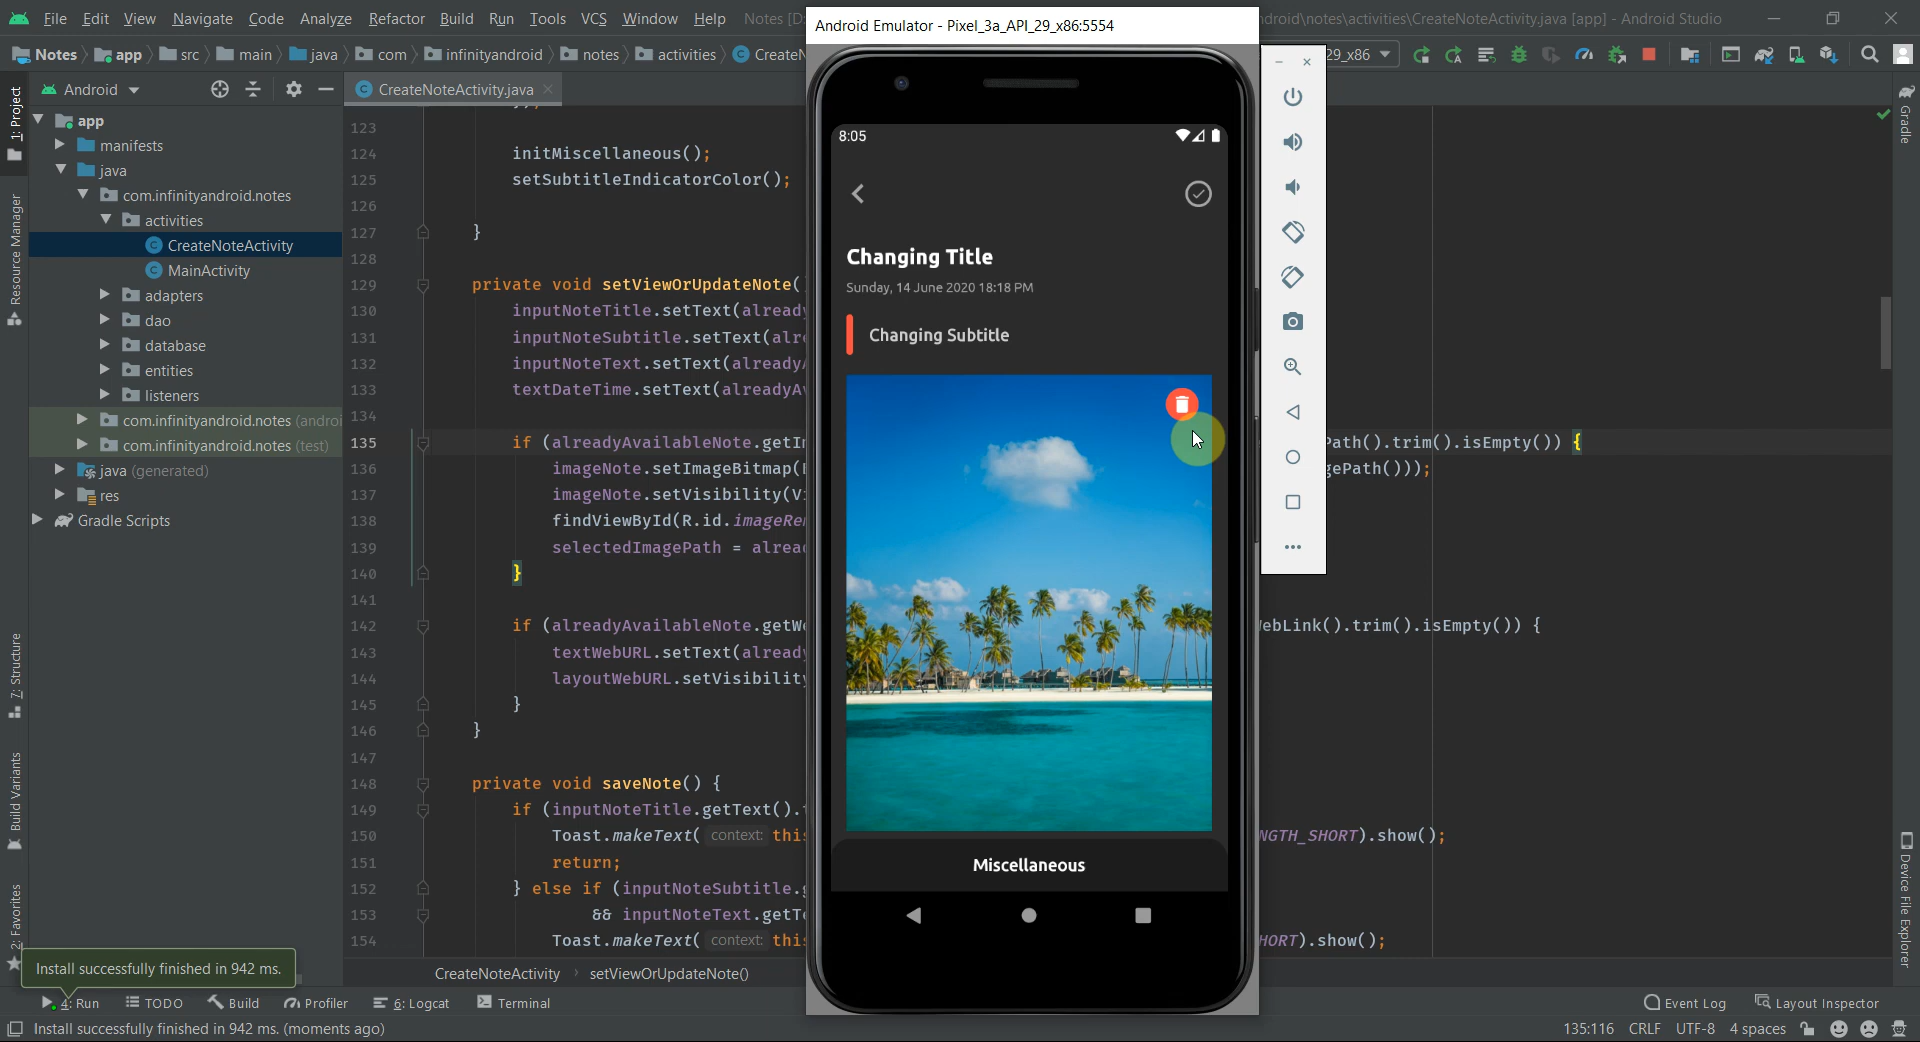 File Edit View Navigate Code Analyze Refactor Build Run Tools VCS Window Help Notes [D: ndroid\notes\activities\CreateNoteActivity.java [app] - Android Studio
Android Emulator - Pixel_3a_API_29_x86:5554
Notes app src main java com infinityandroid notes activities CreateN 29_x86
1: Project
Resource Manager
7: Structure
Build Variants
2: Favorites
Android
app
manifests
java
com.infinityandroid.notes
activities
CreateNoteActivity
MainActivity
adapters
dao
database
entities
listeners
com.infinityandroid.notes (androi
com.infinityandroid.notes (test)
java (generated)
res
Gradle Scripts
CreateNoteActivity.java
123
124 initMiscellaneous();
125 setSubtitleIndicatorColor();
126
127 }
128
129 private void setViewOrUpdateNote(
130 inputNoteTitle.setText(already
131 inputNoteSubtitle.setText(alre
132 inputNoteText.setText(alreadyA
133 textDateTime.setText(alreadyAv
134
135 if (alreadyAvailableNote.getIm Path().trim().isEmpty()) {
136 imageNote.setImageBitmap(B gePath()));
137 imageNote.setVisibility(Vi
138 findViewById(R.id.imageRem
139 selectedImagePath = alread
140 }
141
142 if (alreadyAvailableNote.getWe WebLink().trim().isEmpty()) {
143 textWebURL.setText(already
144 layoutWebURL.setVisibility
145 }
146 }
147
148 private void saveNote() {
149 if (inputNoteTitle.getText().t
150 Toast.makeText( context: this NGTH_SHORT).show();
151 return;
152 } else if (inputNoteSubtitle.g
153 && inputNoteText.getTe
154 Toast.makeText( context: this HORT).show();
8:05
Changing Title
Sunday, 14 June 2020 18:18 PM
Changing Subtitle
Miscellaneous
Gradle
Device File Explorer
CreateNoteActivity setViewOrUpdateNote()
Install successfully finished in 942 ms.
4: Run TODO Build Profiler 6: Logcat Terminal Event Log Layout Inspector
Install successfully finished in 942 ms. (moments ago) 135:116 CRLF UTF-8 4 spaces